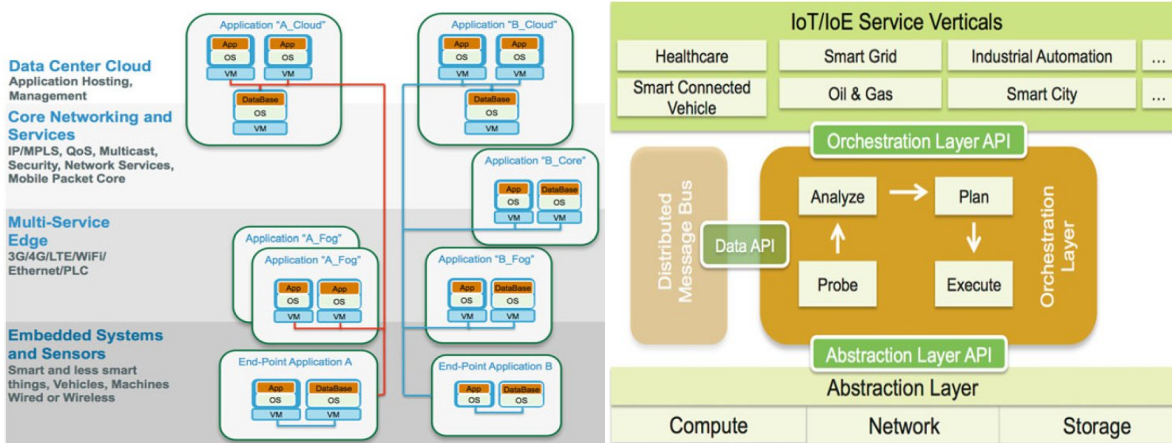 Data Center Cloud
Application Hosting,
Management
Core Networking and
Services
IP/MPLS, QoS, Multicast,
Security, Network Services,
Mobile Packet Core
Multi-Service
Edge
3G/4G/LTE/WiFi/
Ethernet/PLC
Embedded Systems
and Sensors
Smart and less smart
things, Vehicles, Machines
Wired or Wireless
Application "A_Cloud"
App App
OS OS
VM VM
DataBase
OS
VM
Application "B_Cloud"
App App
OS OS
VM VM
DataBase
OS
VM
Application "B_Core"
App DataBase
OS OS
VM VM
Application "A_Fog"
Application "A_Fog"
App App
OS OS
VM VM
Application "B_Fog"
App DataBase
OS OS
VM VM
End-Point Application A
App DataBase
OS OS
VM VM
End-Point Application B
App DataBase
OS OS
IoT/IoE Service Verticals
Healthcare Smart Grid Industrial Automation ...
Smart Connected
Vehicle
Oil & Gas Smart City ...
Orchestration Layer API
Distributed
Message Bus
Data API
Analyze Plan
Probe Execute
Orchestration
Layer
Abstraction Layer API
Abstraction Layer
Compute Network Storage